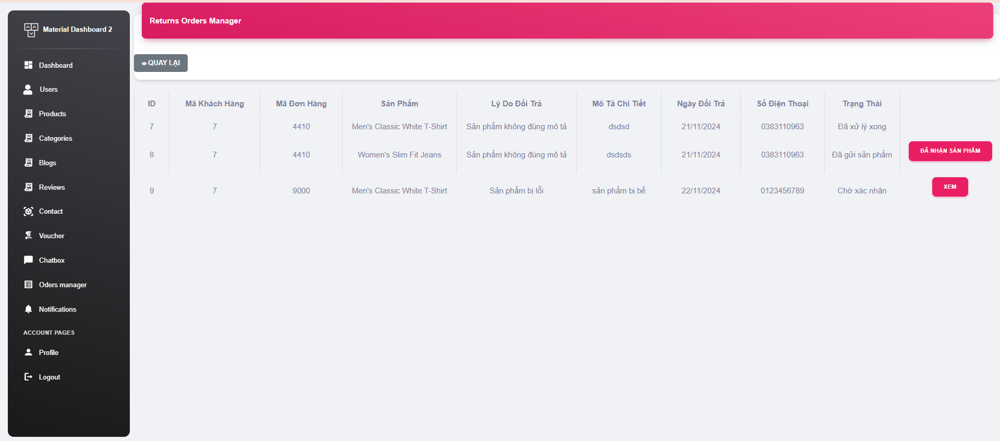 Material Dashboard 2
Dashboard
Users
Products
Categories
Blogs
Reviews
Contact
Voucher
Chatbox
Oders manager
Notifications
ACCOUNT PAGES
Profile
Logout
Returns Orders Manager
QUAY LẠI
ID Mã Khách Hàng Mã Đơn Hàng Sản Phẩm Lý Do Đổi Trả Mô Tả Chi Tiết Ngày Đổi Trả Số Điện Thoại Trạng Thái
7 7 4410 Men's Classic White T-Shirt Sản phẩm không đúng mô tả dsdsd 21/11/2024 0383110963 Đã xử lý xong
8 7 4410 Women's Slim Fit Jeans Sản phẩm không đúng mô tả dsdsds 21/11/2024 0383110963 Đã gửi sản phẩm ĐÃ NHẬN SẢN PHẨM
9 7 9000 Men's Classic White T-Shirt Sản phẩm bị lỗi sản phẩm bị bể 22/11/2024 0123456789 Chờ xác nhận XEM